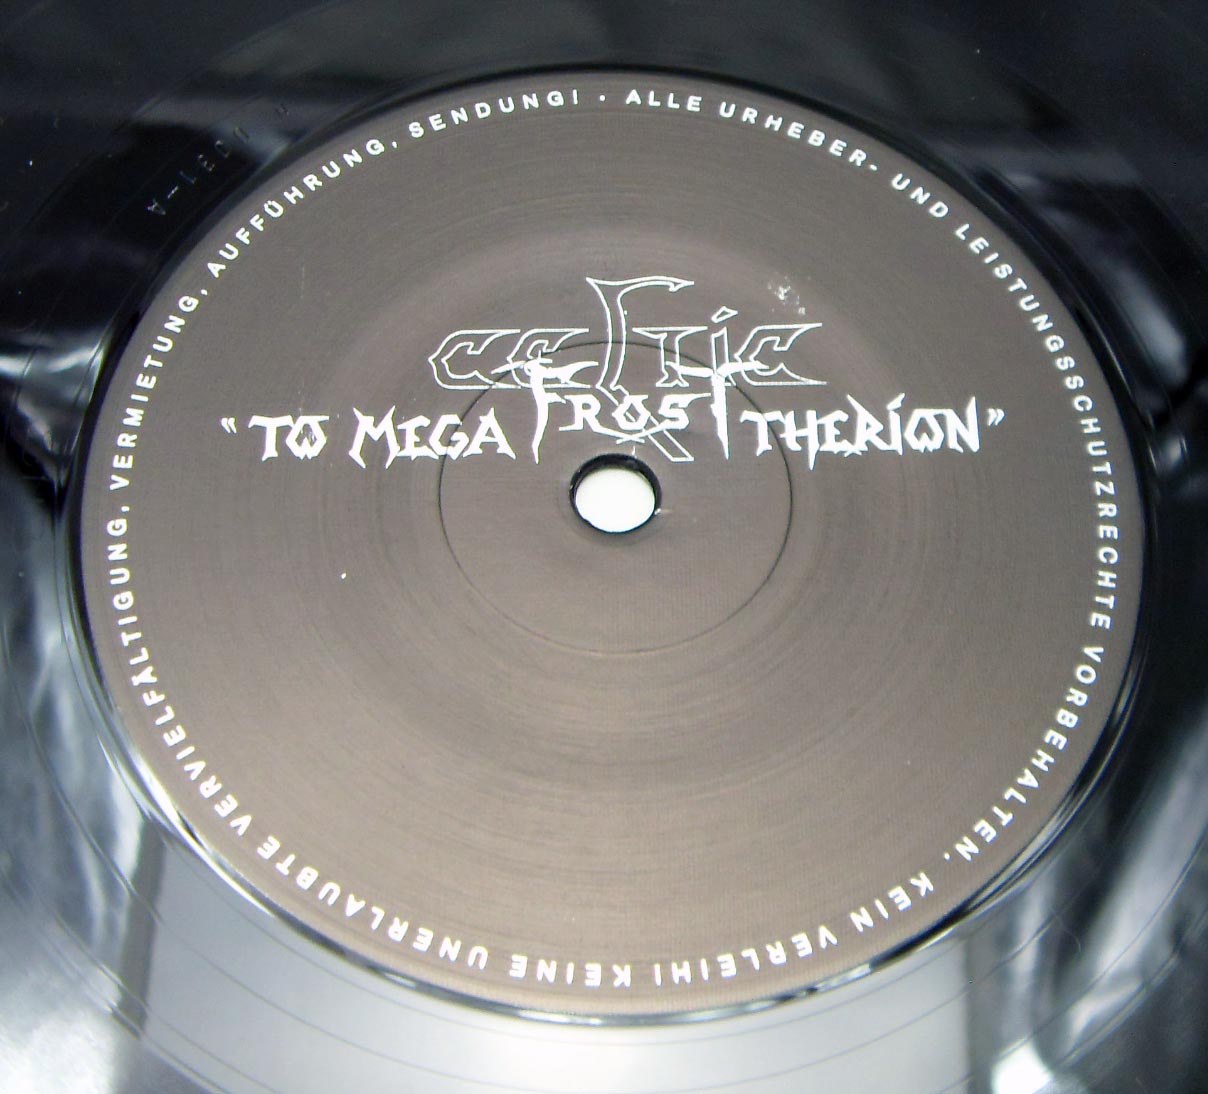 celtic
FROST
"TO MEGA THERION"
ALLE URHEBER- UND LEISTUNGSSCHUTZRECHTE VORBEHALTEN. KEIN VERLEIH! KEINE UNERLAUBTE VERVIELFÄLTIGUNG, VERMIETUNG, AUFFÜHRUNG, SENDUNG! ·